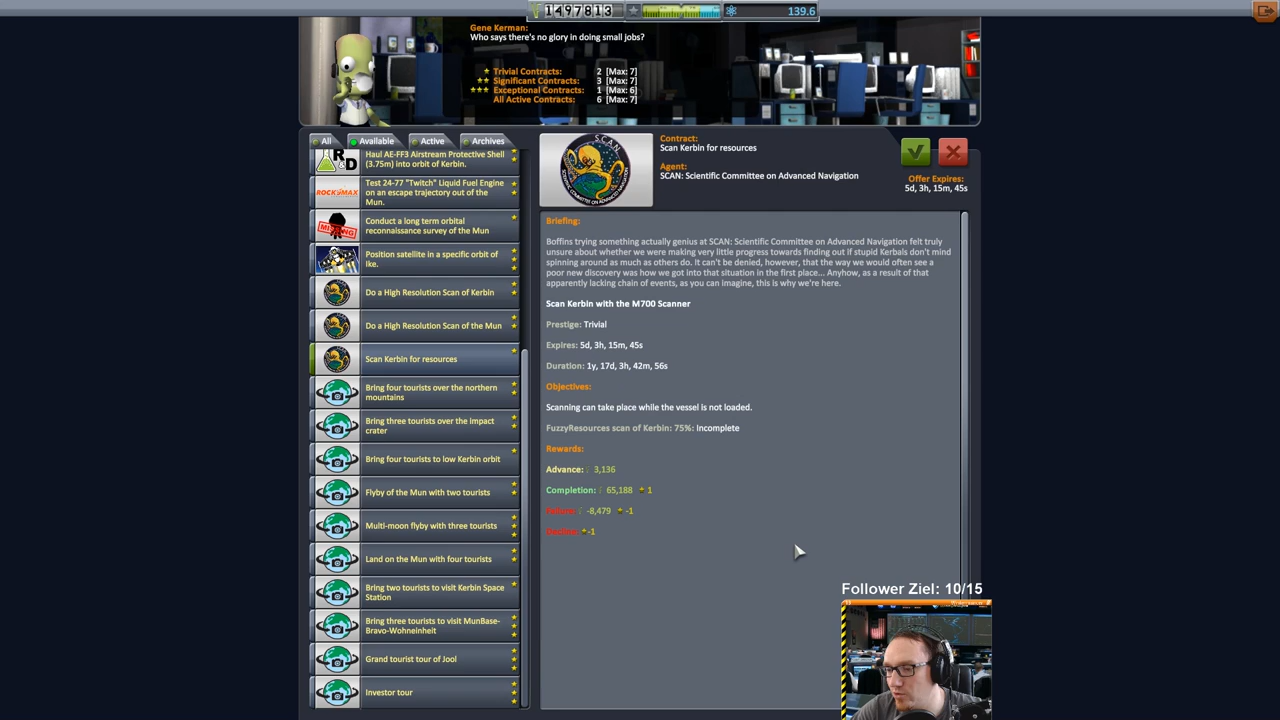 1497813
139.6
Gene Kerman:
Who says there's no glory in doing small jobs?
Trivial Contracts: 2 [Max: 7]
Significant Contracts: 3 [Max: 7]
Exceptional Contracts: 1 [Max: 6]
All Active Contracts: 6 [Max: 7]
All
Available
Active
Archives
R&D
Haul AE-FF3 Airstream Protective Shell
(3.75m) into orbit of Kerbin.
ROCKOMAX
Test 24-77 "Twitch" Liquid Fuel Engine
on an escape trajectory out of the
Mun.
MISSING
Conduct a long term orbital
reconnaissance survey of the Mun
Position satellite in a specific orbit of
Ike.
Do a High Resolution Scan of Kerbin
Do a High Resolution Scan of the Mun
Scan Kerbin for resources
Bring four tourists over the northern
mountains
Bring three tourists over the impact
crater
Bring four tourists to low Kerbin orbit
Flyby of the Mun with two tourists
Multi-moon flyby with three tourists
Land on the Mun with four tourists
Bring two tourists to visit Kerbin Space
Station
Bring three tourists to visit MunBase-
Bravo-Wohneinheit
Grand tourist tour of Jool
Investor tour
S.C.A.N.
SCIENTIFIC COMMITTEE ON ADVANCED NAVIGATION
Contract:
Scan Kerbin for resources
Agent:
SCAN: Scientific Committee on Advanced Navigation
Offer Expires:
5d, 3h, 15m, 45s
Briefing:
Boffins trying something actually genius at SCAN: Scientific Committee on Advanced Navigation felt truly
unsure about whether we were making very little progress towards finding out if stupid Kerbals don't mind
spinning around as much as others do. It can't be denied, however, that the way we would often see a
poor new discovery was how we got into that situation in the first place... Anyhow, as a result of that
apparently lacking chain of events, as you can imagine, this is why we're here.
Scan Kerbin with the M700 Scanner
Prestige: Trivial
Expires: 5d, 3h, 15m, 45s
Duration: 1y, 17d, 3h, 42m, 56s
Objectives:
Scanning can take place while the vessel is not loaded.
FuzzyResources scan of Kerbin: 75%: Incomplete
Rewards:
Advance: 3,136
Completion: 65,188 1
Failure: -8,479 -1
Decline: -1
Follower Ziel: 10/15